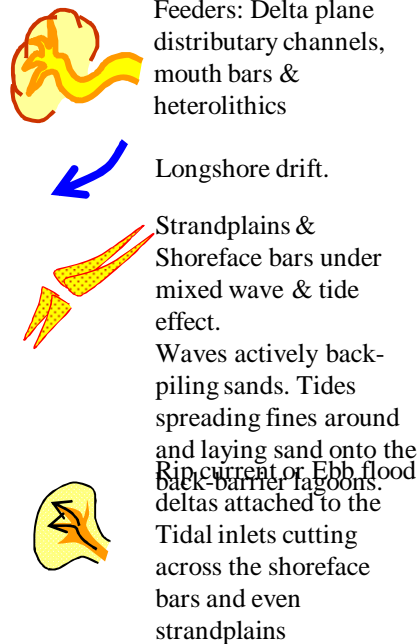 Feeders: Delta plane
distributary channels,
mouth bars &
heterolithics
Longshore drift.
Strandplains &
Shoreface bars under
mixed wave & tide
effect.
Waves actively back-
piling sands. Tides
spreading fines around
and laying sand onto the
back-barrier lagoons.
Rip current or Ebb flood
deltas attached to the
Tidal inlets cutting
across the shoreface
bars and even
strandplains